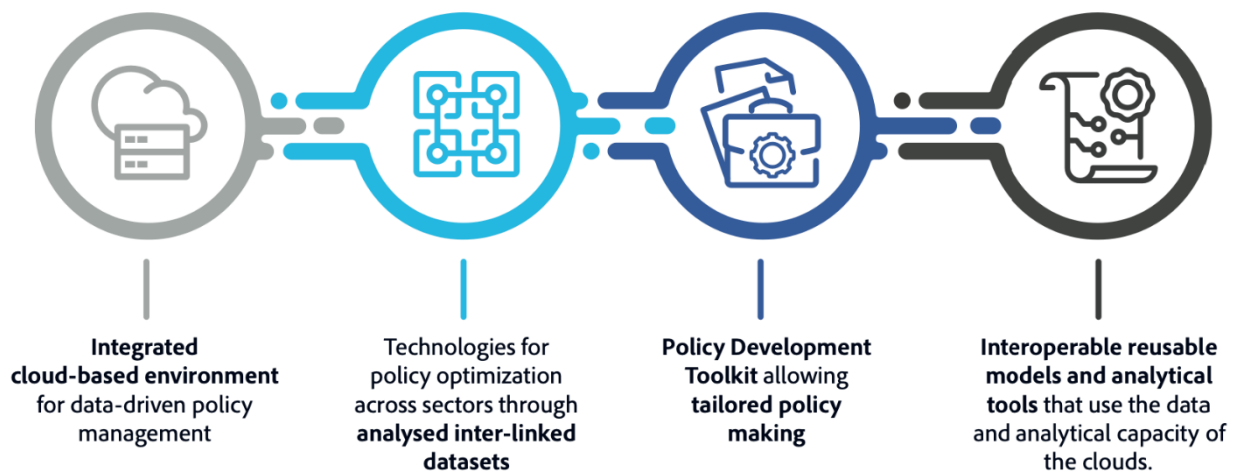 Integrated
cloud-based environment
for data-driven policy
management
Technologies for
policy optimization
across sectors through
analysed inter-linked
datasets
Policy Development
Toolkit allowing
tailored policy
making
Interoperable reusable
models and analytical
tools that use the data
and analytical capacity of
the clouds.